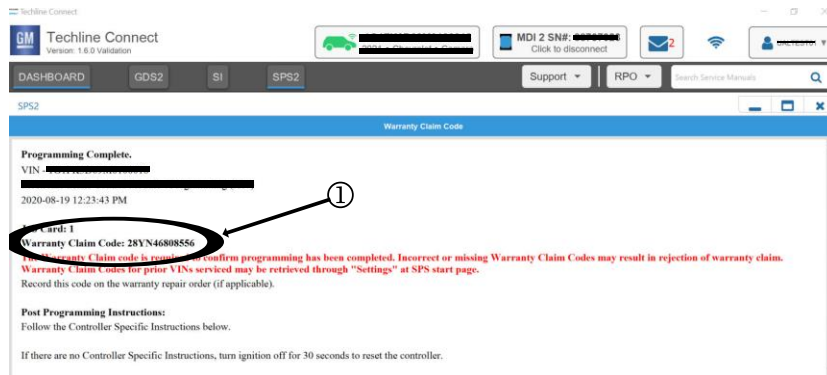 Techline Connect
GM
Techline Connect
Version: 1.6.0 Validation
MDI 2 SN#:
Click to disconnect
2
DASHBOARD
GDS2
SI
SPS2
Support
RPO
Search Service Manuals
SPS2
Warranty Claim Code
Programming Complete.
VIN -
2020-08-19 12:23:43 PM
①
Card: 1
Warranty Claim Code: 28YN46808556
The Warranty Claim code is required to confirm programming has been completed. Incorrect or missing Warranty Claim Codes may result in rejection of warranty claim.
Warranty Claim Codes for prior VINs serviced may be retrieved through "Settings" at SPS start page.
Record this code on the warranty repair order (if applicable).
Post Programming Instructions:
Follow the Controller Specific Instructions below.
If there are no Controller Specific Instructions, turn ignition off for 30 seconds to reset the controller.